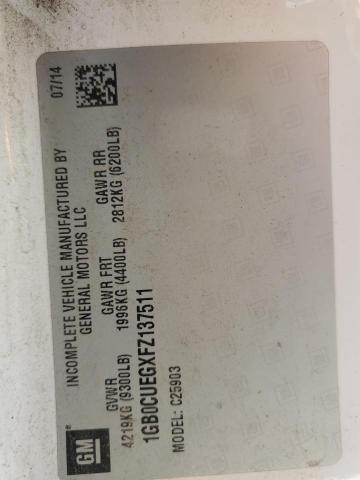 GM
INCOMPLETE VEHICLE MANUFACTURED BY
GENERAL MOTORS LLC
07/14
GVWR GAWR FRT GAWR RR
4219KG (9300LB) 1996KG (4400LB) 2812KG (6200LB)
1GB0CUEGXFZ137511
MODEL: C25903